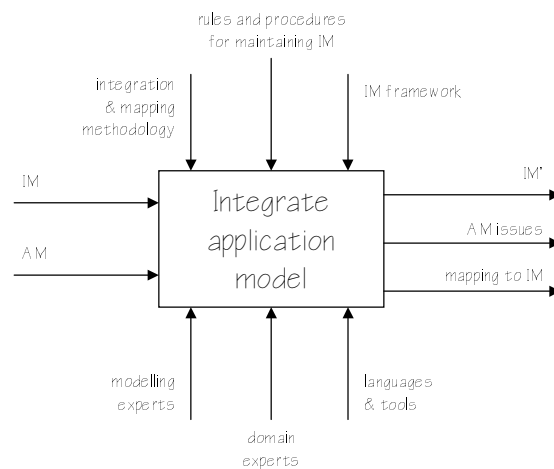 rules and procedures
for maintaining IM
integration
& mapping
methodology
IM framework
IM
AM
Integrate
application
model
IM'
AM issues
mapping to IM
modelling
experts
domain
experts
languages
& tools